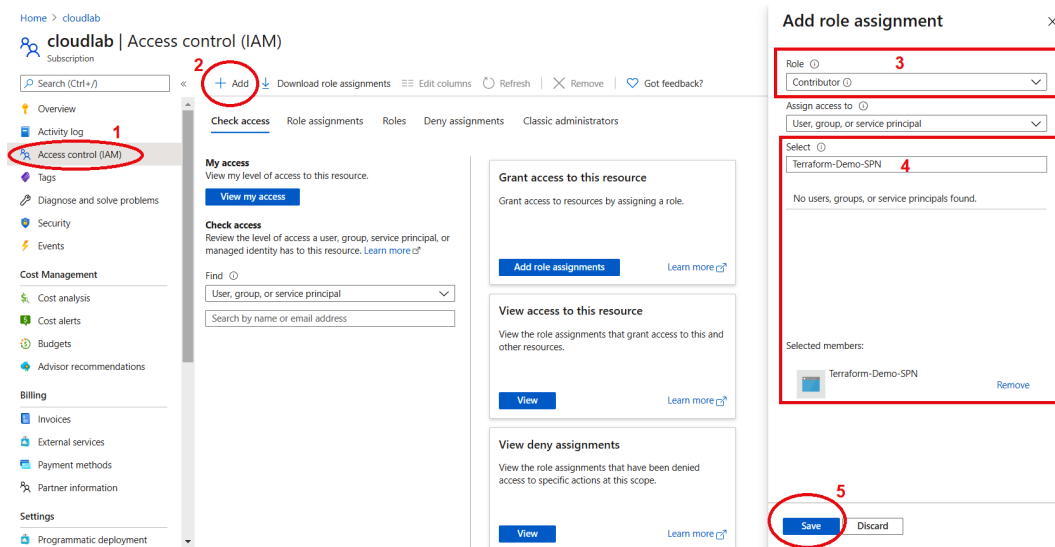 Home > cloudlab
cloudlab | Access control (IAM)
Subscription
Search (Ctrl+/)
«
Overview
Activity log
1
Access control (IAM)
Tags
Diagnose and solve problems
Security
Events
Cost Management
Cost analysis
Cost alerts
Budgets
Advisor recommendations
Billing
Invoices
External services
Payment methods
Partner information
Settings
Programmatic deployment
2
+ Add Download role assignments Edit columns Refresh | Remove | Got feedback?
Check access Role assignments Roles Deny assignments Classic administrators
My access
View my level of access to this resource.
View my access
Check access
Review the level of access a user, group, service principal, or
managed identity has to this resource. Learn more
Find
User, group, or service principal
Search by name or email address
Grant access to this resource
Grant access to resources by assigning a role.
Add role assignments Learn more
View access to this resource
View the role assignments that grant access to this and
other resources.
View Learn more
View deny assignments
View the role assignments that have been denied
access to specific actions at this scope.
View Learn more
Add role assignment
Role 3
Contributor
Assign access to
User, group, or service principal
Select
Terraform-Demo-SPN 4
No users, groups, or service principals found.
Selected members:
Terraform-Demo-SPN
Remove
5
Save Discard